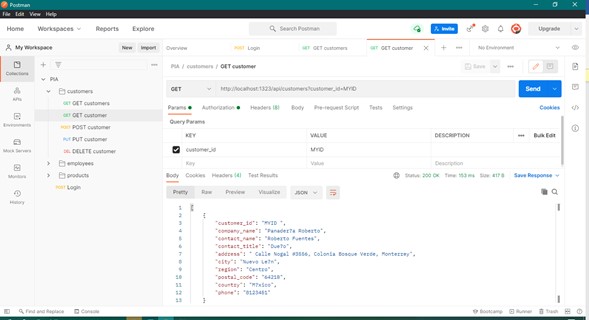 Postman
File Edit View Help
Home Workspaces Reports Explore Search Postman Invite Upgrade
My Workspace New Import Overview POST Login GET GET customers GET GET customer No Environment
Collections
APIs
Environments
Mock Servers
Monitors
History
PIA
customers
GET GET customers
GET GET customer
POST POST customer
PUT PUT customer
DEL DELETE customer
employees
products
POST Login
PIA / customers / GET customer Save
GET http://localhost:1323/api/customers?customer_id=MYID Send
Params Authorization Headers (8) Body Pre-request Script Tests Settings Cookies
Query Params
KEY VALUE DESCRIPTION Bulk Edit
customer_id MYID
Key Value Description
Body Cookies Headers (4) Test Results Status: 200 OK Time: 153 ms Size: 417 B Save Response
Pretty Raw Preview Visualize JSON
1 [
2 {
3 "customer_id": "MYID ",
4 "company_name": "Panader?a Roberto",
5 "contact_name": "Roberto Fuentes",
6 "contact_title": "Due?o",
7 "address": " Calle Nogal #3566, Colonia Bosque Verde, Monterrey",
8 "city": "Nuevo Le?n",
9 "region": "Centro",
10 "postal_code": "64210",
11 "country": "M?xico",
12 "phone": "8123451"
13 }
Find and Replace Console Bootcamp Runner Trash